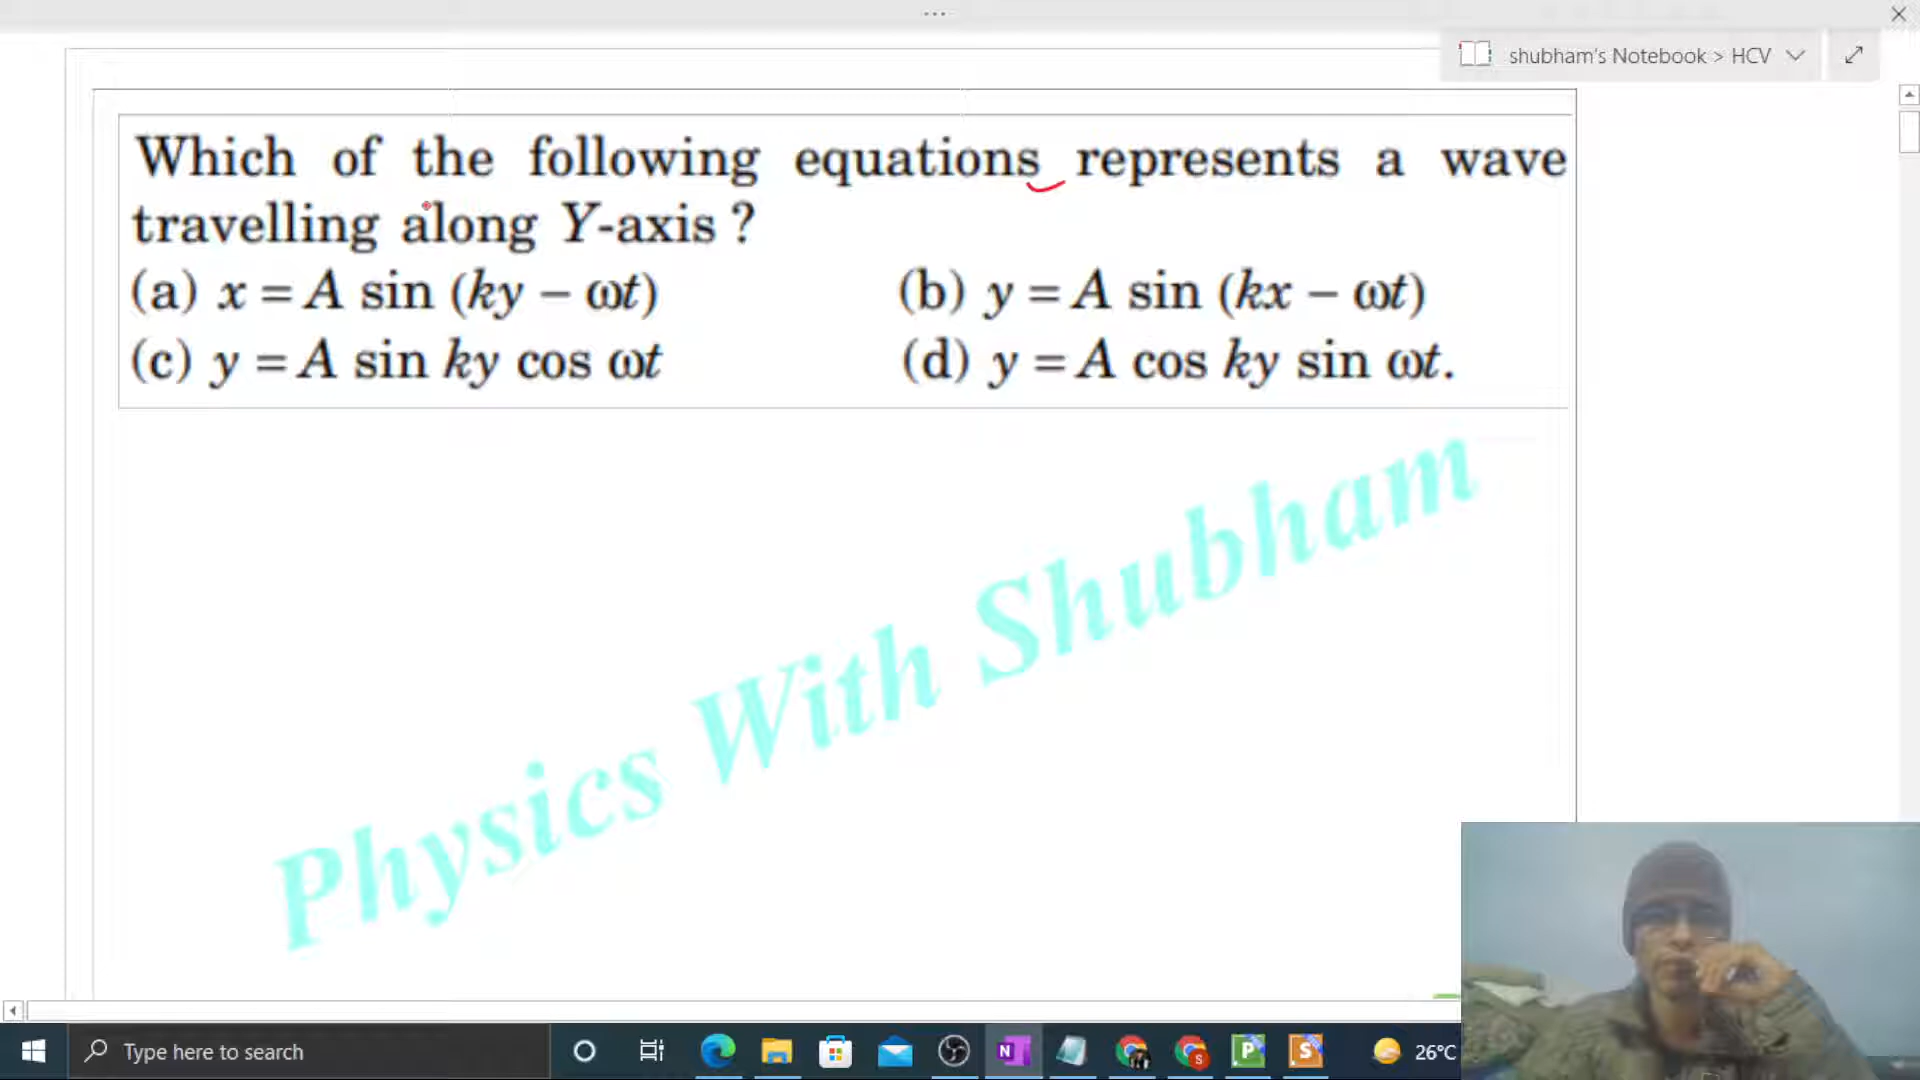 ...
shubham's Notebook > HCV
Which of the following equations represents a wave
travelling along Y-axis ?
(a) x = A sin (ky − ωt) (b) y = A sin (kx − ωt)
(c) y = A sin ky cos ωt (d) y = A cos ky sin ωt.
Physics With Shubham
Type here to search
26°C